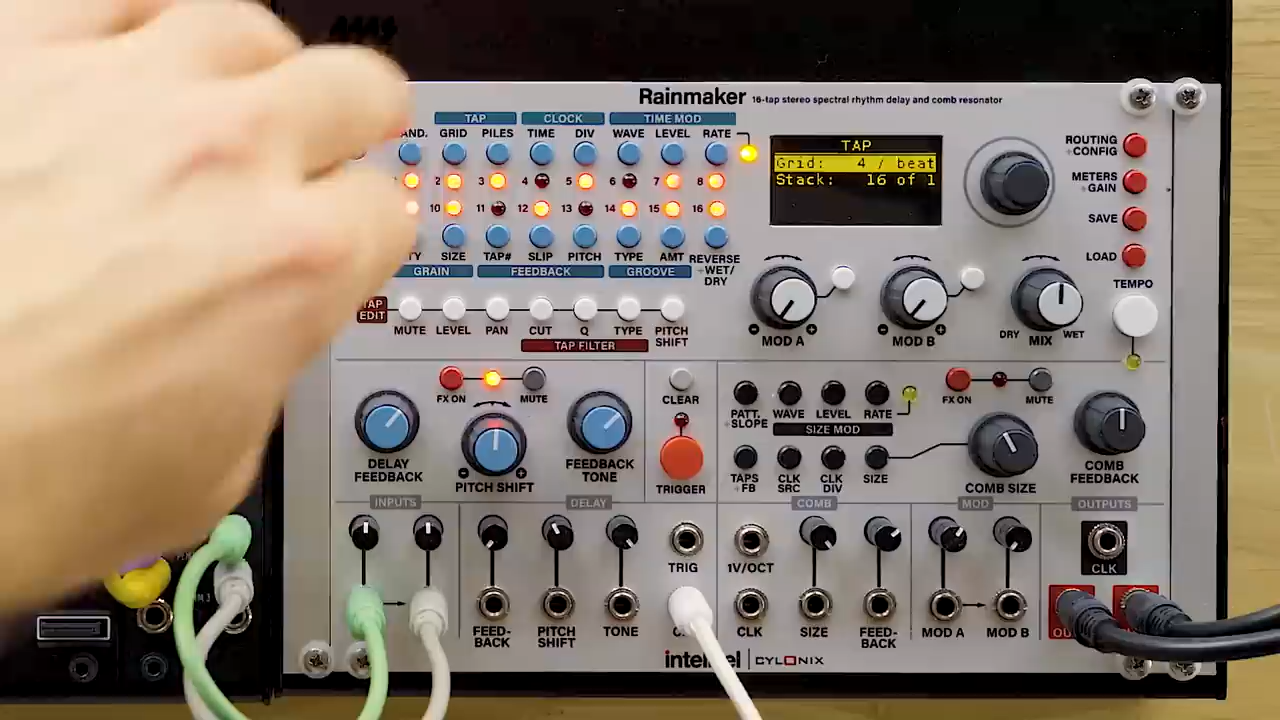 Rainmaker 16-tap stereo spectral rhythm delay and comb resonator
TAP CLOCK TIME MOD
GRID PILES TIME DIV WAVE LEVEL RATE
TAP
Grid: 4 / beat
Stack: 16 of 1
ROUTING
+CONFIG
METERS
+GAIN
SAVE
LOAD
TEMPO
2 3 4 5 6 7 8
10 11 12 13 14 15 16
SIZE TAP# SLIP PITCH TYPE AMT REVERSE
+WET/
DRY
GRAIN FEEDBACK GROOVE
TAP
EDIT
MUTE LEVEL PAN CUT Q TYPE PITCH
SHIFT
TAP FILTER
MOD A MOD B DRY MIX WET
FX ON MUTE CLEAR
DELAY
FEEDBACK
PITCH SHIFT
FEEDBACK
TONE
TRIGGER
PATT.
+SLOPE
WAVE LEVEL RATE
SIZE MOD
FX ON MUTE
TAPS
+FB
CLK
SRC
CLK
DIV
SIZE
COMB SIZE
COMB
FEEDBACK
INPUTS DELAY COMB MOD OUTPUTS
TRIG 1V/OCT CLK
FEED-
BACK
PITCH
SHIFT
TONE
CLK SIZE
FEED-
BACK
MOD A MOD B
CYLONIX